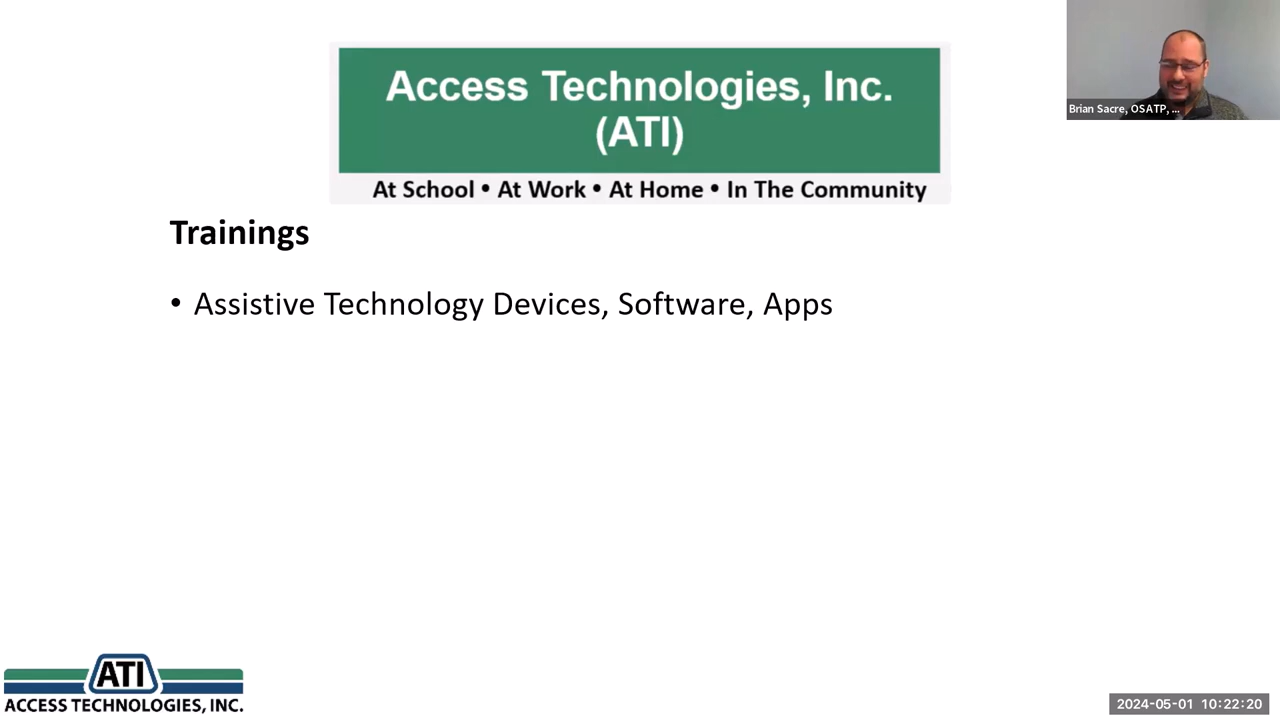 Access Technologies, Inc.
(ATI)
At School • At Work • At Home • In The Community
Brian Sacre, OSATP, ...
Trainings
• Assistive Technology Devices, Software, Apps
ATI
ACCESS TECHNOLOGIES, INC.
2024-05-01 10:22:20